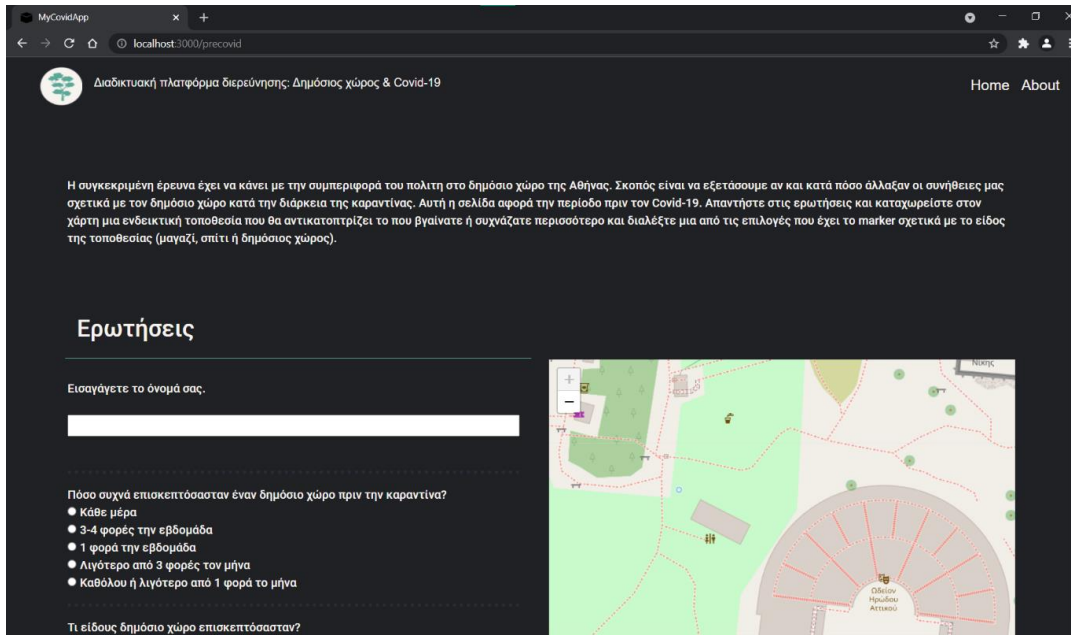 MyCovidApp
localhost:3000/precovid
Διαδικτυακή πλατφόρμα διερεύνησης: Δημόσιος χώρος & Covid-19
Home About
Η συγκεκριμένη έρευνα έχει να κάνει με την συμπεριφορά του πολιτη στο δημόσιο χώρο της Αθήνας. Σκοπός είναι να εξετάσουμε αν και κατά πόσο άλλαξαν οι συνήθειες μας
σχετικά με τον δημόσιο χώρο κατά την διάρκεια της καραντίνας. Αυτή η σελίδα αφορά την περίοδο πριν τον Covid-19. Απαντήστε στις ερωτήσεις και καταχωρείστε στον
χάρτη μια ενδεικτική τοποθεσία που θα αντικατοπτρίζει το που βγαίνατε ή συχνάζατε περισσότερο και διαλέξτε μια από τις επιλογές που έχει το marker σχετικά με το είδος
της τοποθεσίας (μαγαζί, σπίτι ή δημόσιος χώρος).
Ερωτήσεις
Εισαγάγετε το όνομά σας.
Πόσο συχνά επισκεπτόσασταν έναν δημόσιο χώρο πριν την καραντίνα?
Κάθε μέρα
3-4 φορές την εβδομάδα
1 φορά την εβδομάδα
Λιγότερο από 3 φορές τον μήνα
Καθόλου ή λιγότερο από 1 φορά το μήνα
Τι είδους δημόσιο χώρο επισκεπτόσασταν?
+
−
Νίκης
Ωδείον
Ηρώδου
Αττικού